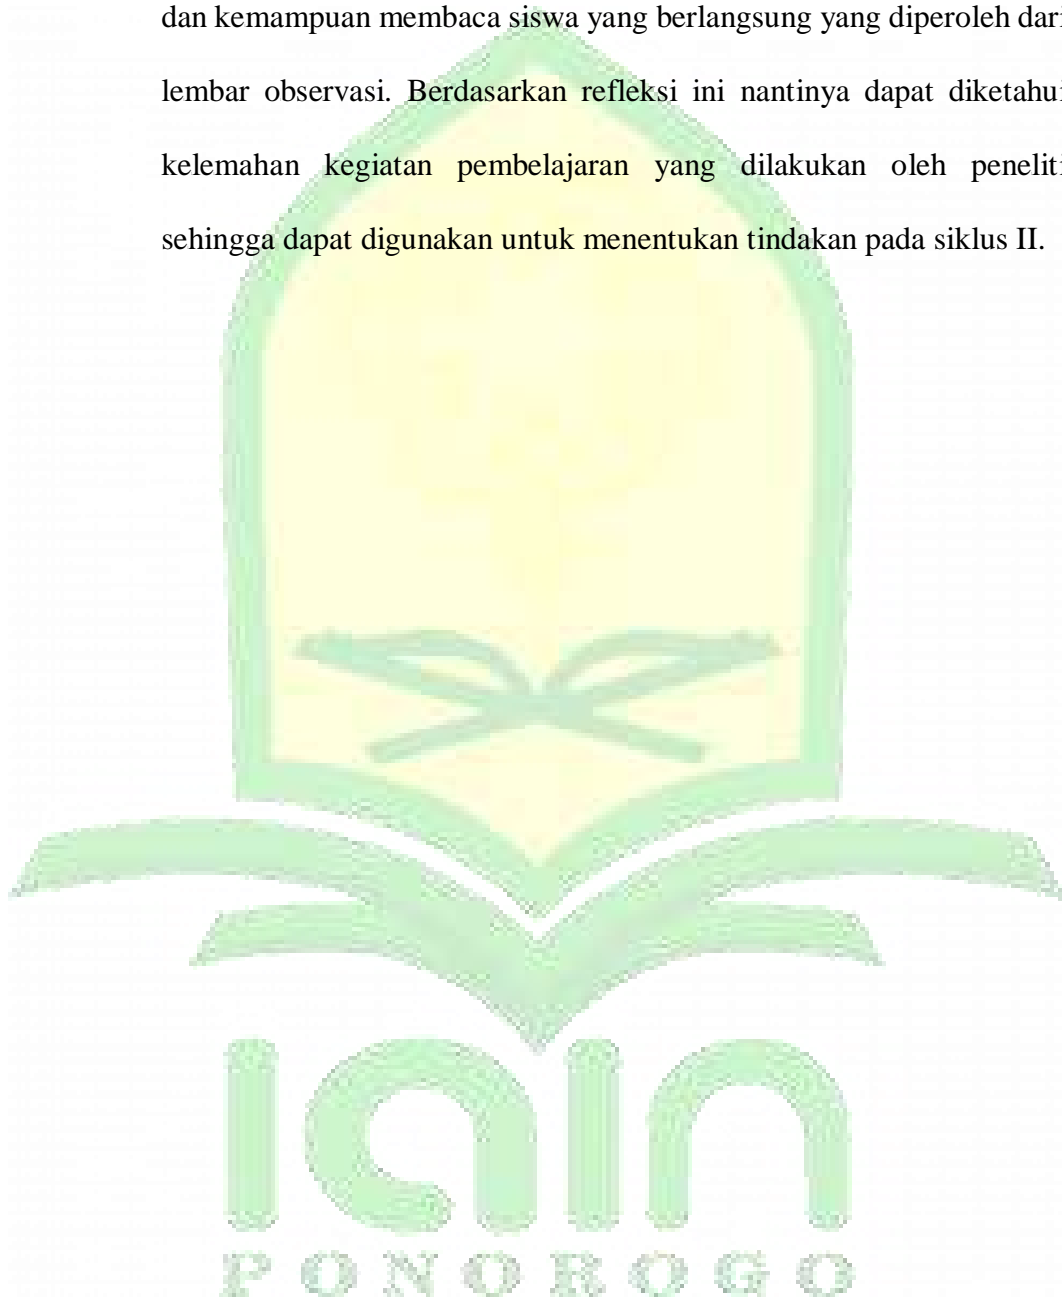 dan kemampuan membaca siswa yang berlangsung yang diperoleh dari
lembar observasi. Berdasarkan refleksi ini nantinya dapat diketahui
kelemahan kegiatan pembelajaran yang dilakukan oleh peneliti
sehingga dapat digunakan untuk menentukan tindakan pada siklus II.
iain
PONOROGO